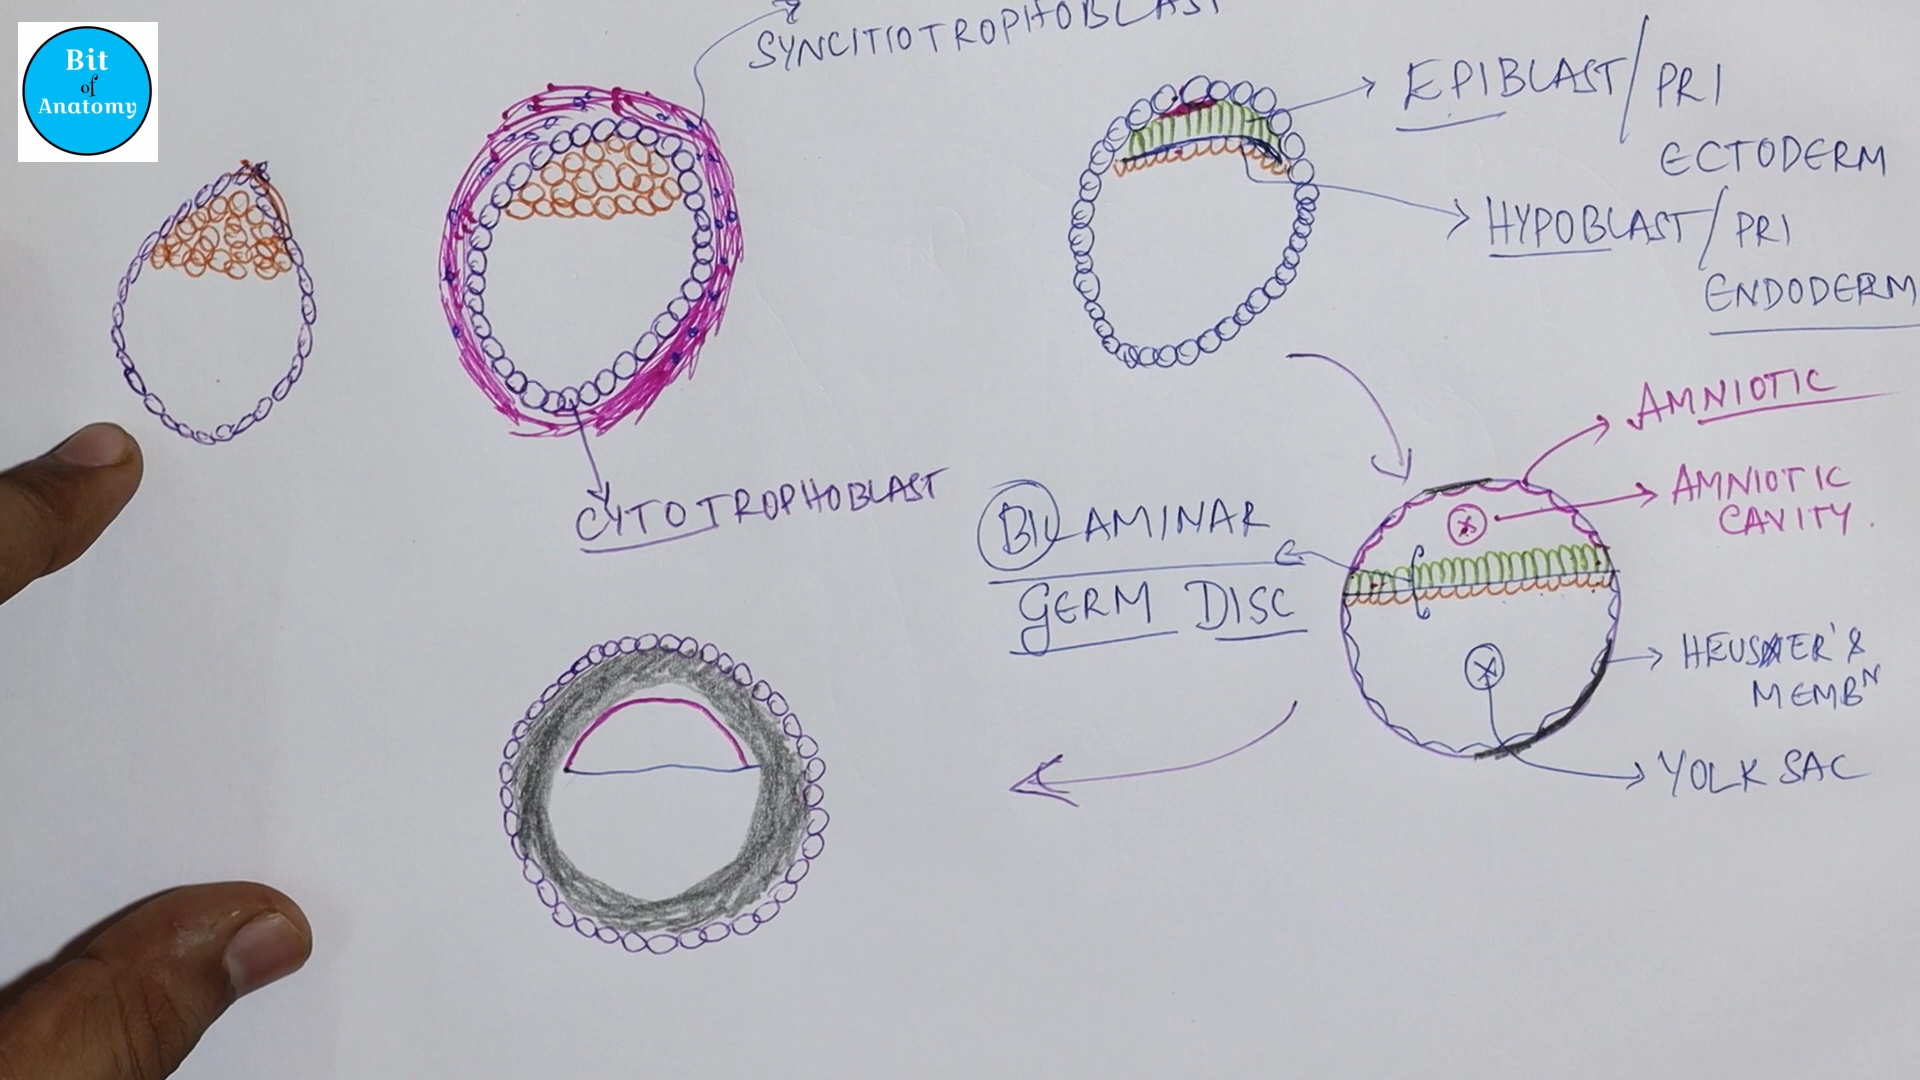 Bit
of
Anatomy
SYNCITIOTROPHOBLAST
EPIBLAST/PRI
ECTODERM
HYPOBLAST/PRI
ENDODERM
CYTOTROPHOBLAST
AMNIOTIC
AMNIOTIC
CAVITY.
BILAMINAR
GERM DISC
X
X
MEMBN
YOLK SAC